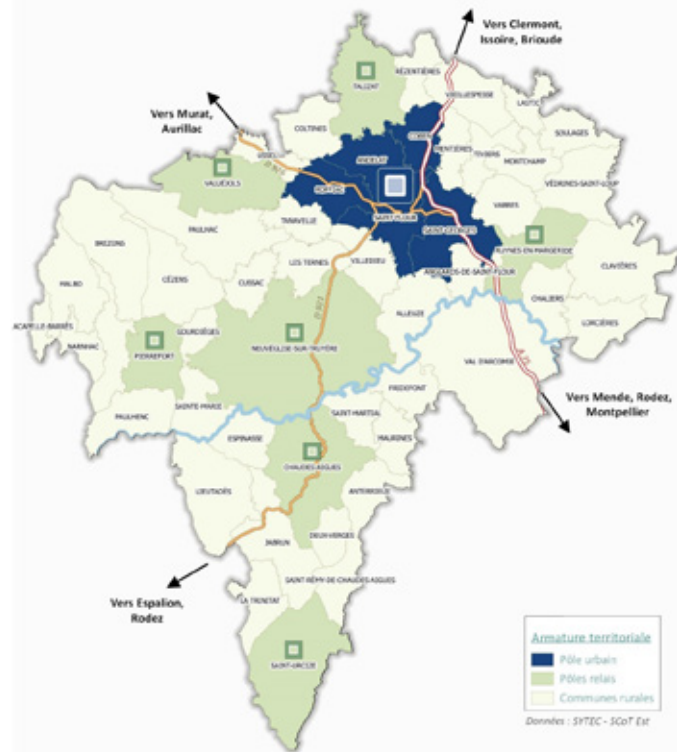 Vers Clermont,
Issoire, Brioude
RÉZENTIÈRES
TALIZAT
VIEILLESPESSE
LASTIC
Vers Murat,
Aurillac
COLTINES
COREN
SOULAGES
MENTIÈRES
TIVIERS
USSEL
ANDELAT
MONTCHAMP
VÉDRINES-SAINT-LOUP
VALUÉJOLS
ROFFIAC
VABRES
SAINT-FLOUR
PAULHAC
TANAVELLE
SAINT-GEORGES
BREZONS
RUYNES-EN-MARGERIDE
LES TERNES
VILLEDIEU
CLAVIÈRES
CÉZENS
CUSSAC
ANGLARDS-DE-SAINT-FLOUR
MALBO
CHALIERS
ALLEUZE
LORCIÈRES
GOURDIÈGES
NARNHAC
PIERREFORT
NEUVÉGLISE-SUR-TRUYÈRE
VAL D'ARCOMIE
A 75
Vers Mende, Rodez,
Montpellier
FRIDEFONT
PAULHENC
SAINTE-MARIE
SAINT-MARTIAL
ESPINASSE
MAURINES
CHAUDES-AIGUES
LIEUTADÈS
ANTERRIEUX
DEUX-VERGES
JABRUN
SAINT-RÉMY-DE-CHAUDES-AIGUES
Vers Espalion,
Rodez
LA TRINITAT
SAINT-URCIZE
Armature territoriale
Pôle urbain
Pôles relais
Communes rurales
Données : SYTEC - SCoT Est